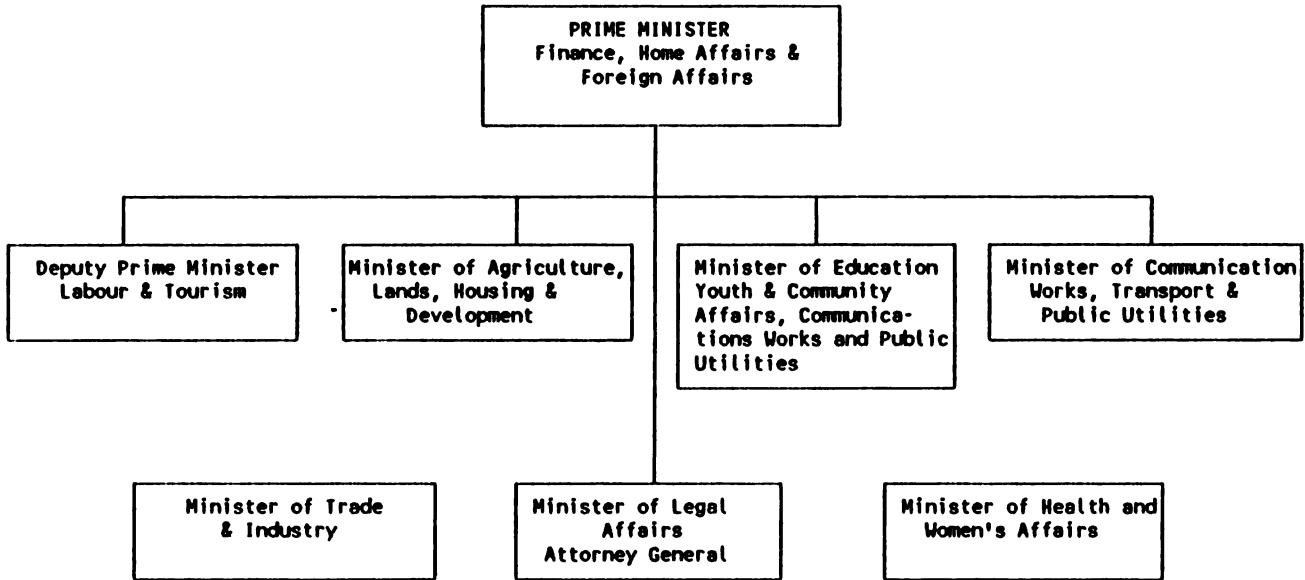 PRIME MINISTER
Finance, Home Affairs &
Foreign Affairs
Deputy Prime Minister
Labour & Tourism
Minister of Agriculture,
Lands, Housing &
Development
Minister of Education
Youth & Community
Affairs, Communica-
tions Works and Public
Utilities
Minister of Communication
Works, Transport &
Public Utilities
Minister of Trade
& Industry
Minister of Legal
Affairs
Attorney General
Minister of Health and
Women's Affairs